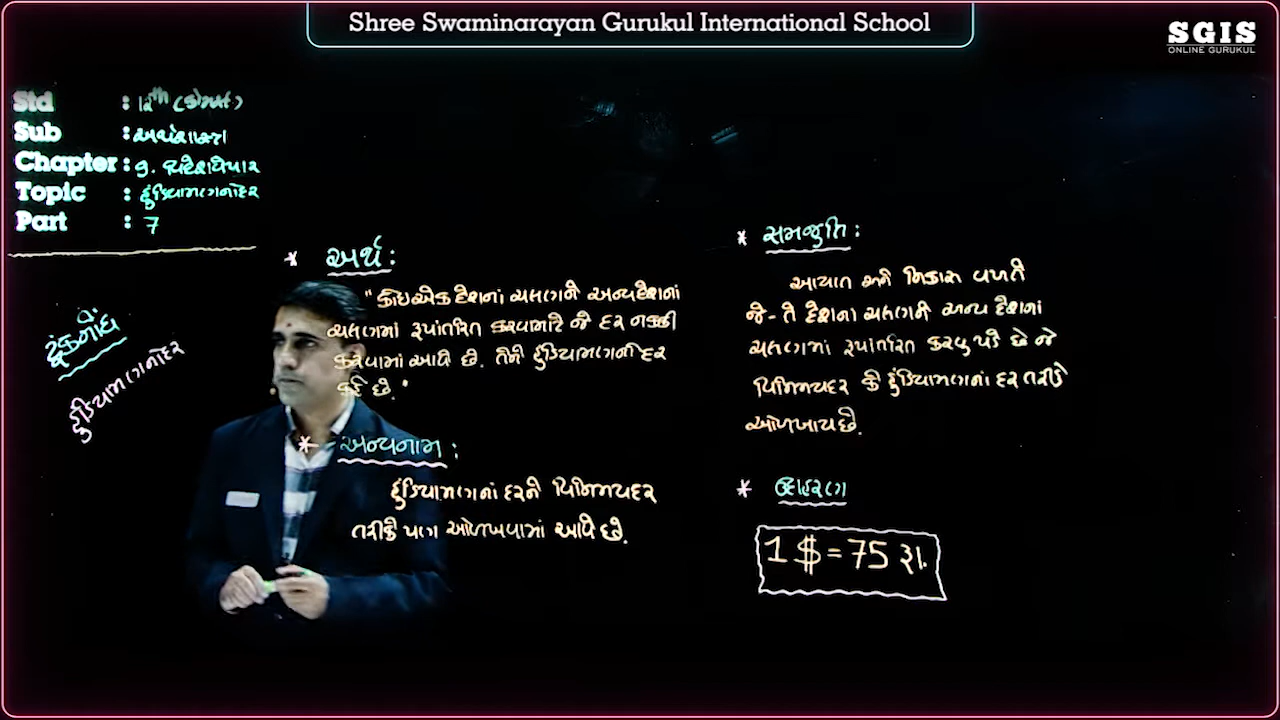 Shree Swaminarayan Gurukul International School
SGIS
ONLINE GURUKUL
Std : 12th
Sub : અર્થશાસ્ત્ર
Chapter : 9. વિદેશવેપાર
Topic : હૂંડિયામણનોદર
Part : 7
ટૂંકનોંધ
હૂંડિયામણનોદર
* અર્થ :
"કોઇએક દેશનાં ચલણને અન્યદેશનાં
ચલણમાં રૂપાંતરિત કરવામાટે જે દર નક્કી
કરવામાં આવે છે. તેને હૂંડિયામણનો દર
કહે છે."
* અન્યનામ :
હૂંડિયામણનાં દરને વિનિમયદર
તરીકે પણ ઓળખવામાં આવે છે.
* સમજુતિ :
આયાત અને નિકાસ વખતે
જે-તે દેશના ચલણને અન્ય દેશનાં
ચલણમાં રૂપાંતરિત કરવુ પડે છે જે
વિનિમયદર કે હૂંડિયામણનાં દર તરીકે
ઓળખાય છે.
* ઉદાહરણ
1 $ = 75 રૂા.